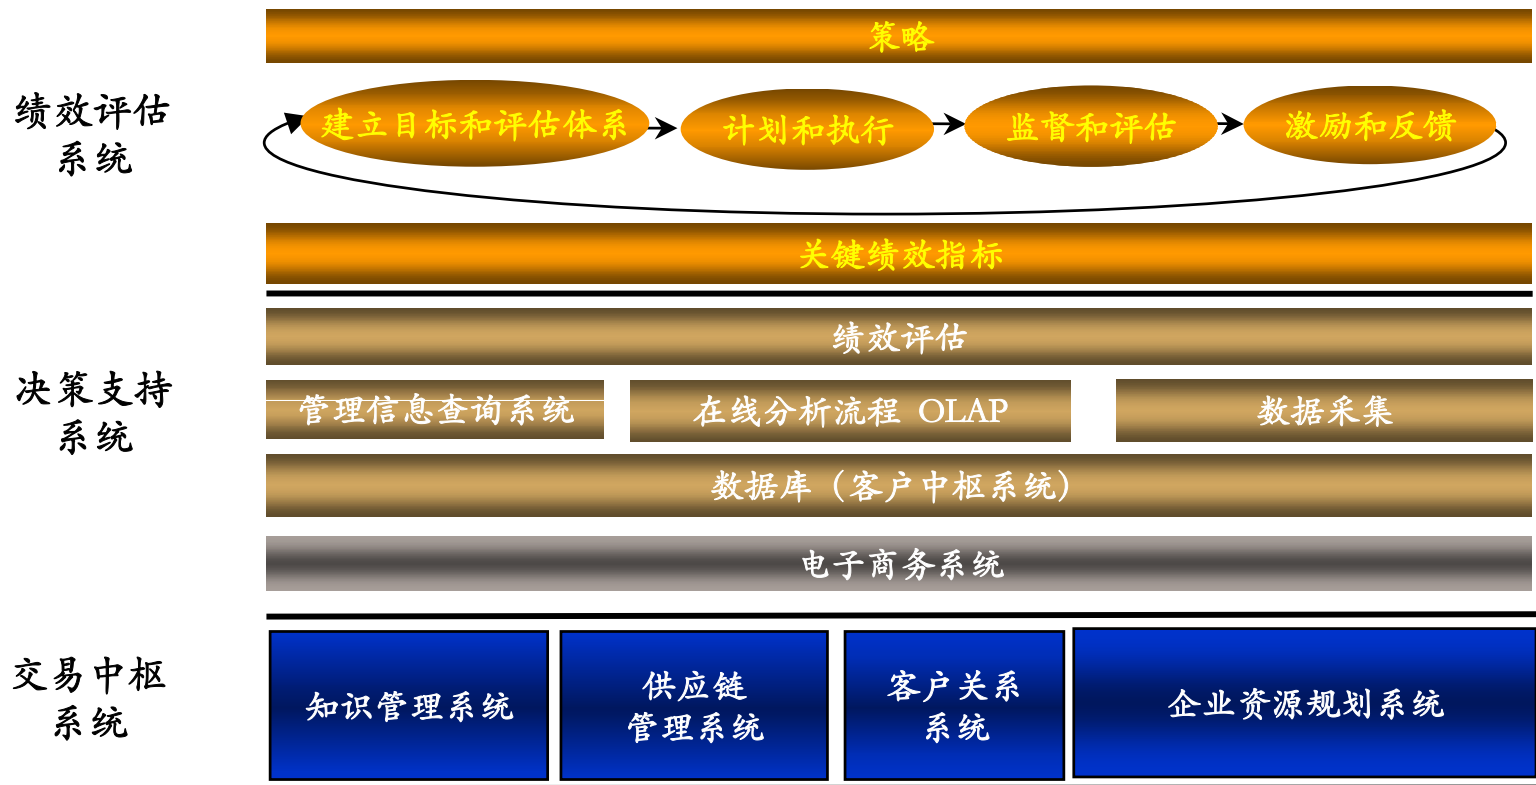 策略
绩效评估
系统
建立目标和评估体系
计划和执行
监督和评估
激励和反馈
关键绩效指标
决策支持
系统
绩效评估
管理信息查询系统
在线分析流程 OLAP
数据采集
数据库（客户中枢系统）
电子商务系统
交易中枢
系统
知识管理系统
供应链
管理系统
客户关系
系统
企业资源规划系统